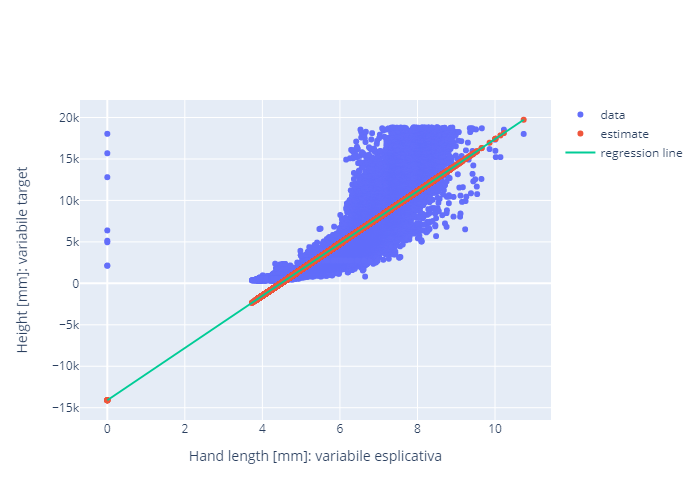 data
estimate
regression line
20k
15k
10k
5k
0
−5k
−10k
−15k
0 2 4 6 8 10
Height [mm]: variabile target
Hand length [mm]: variabile esplicativa